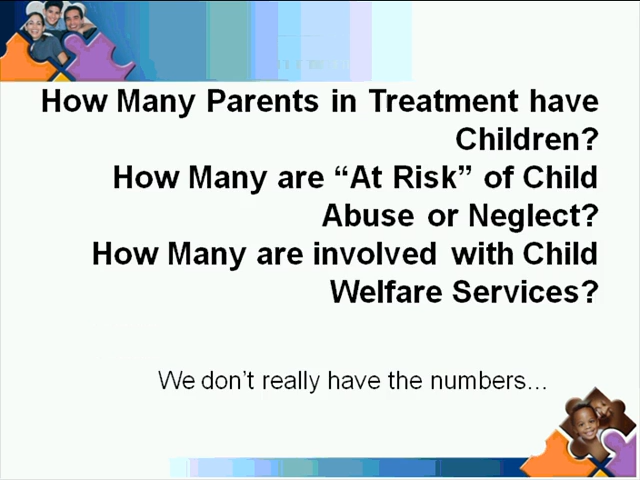 How Many Parents in Treatment have
Children?
How Many are “At Risk” of Child
Abuse or Neglect?
How Many are involved with Child
Welfare Services?
We don’t really have the numbers...